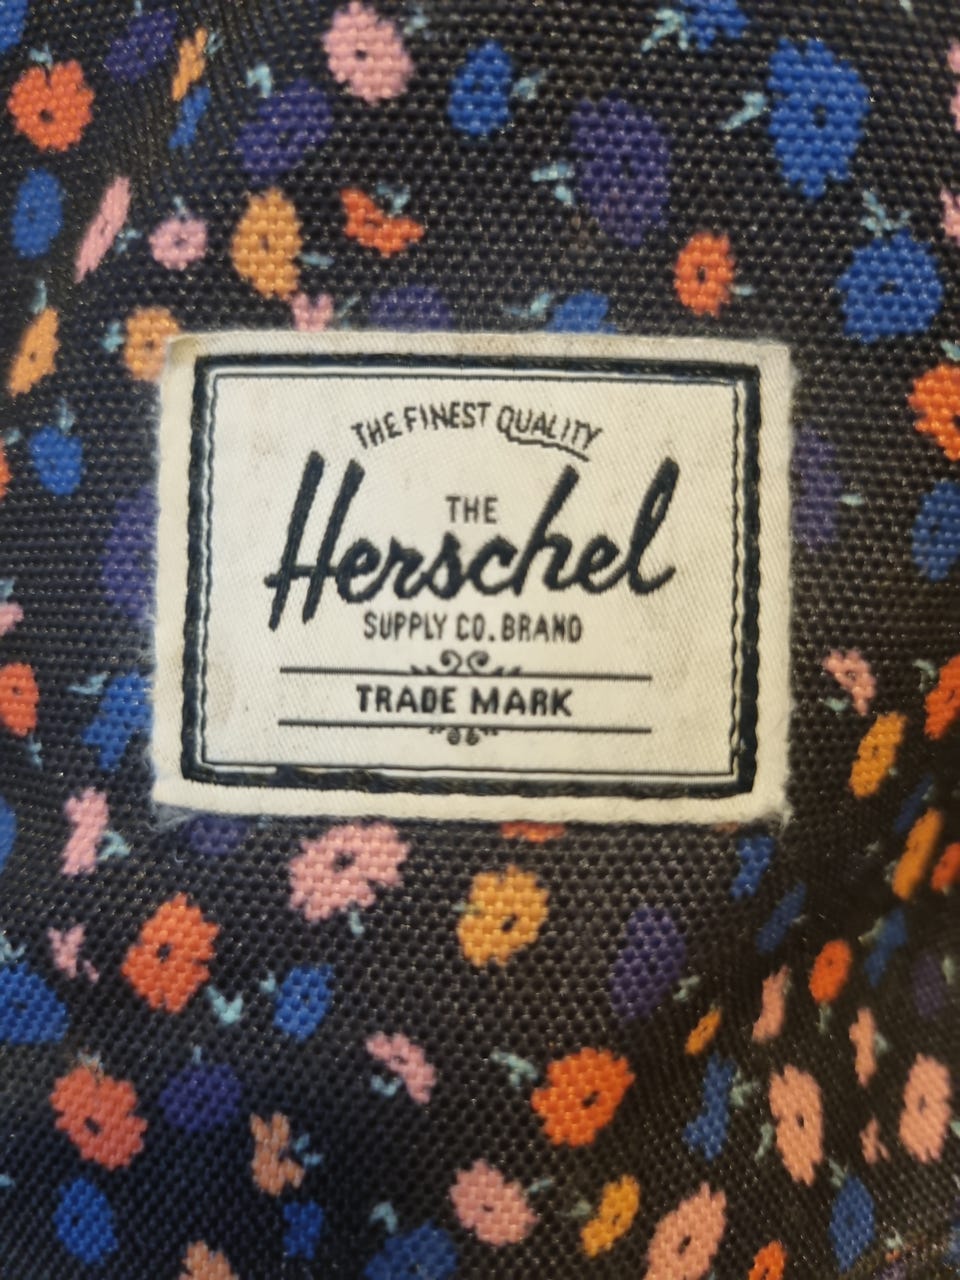 THE FINEST QUALITY
THE
Herschel
SUPPLY CO. BRAND
TRADE MARK